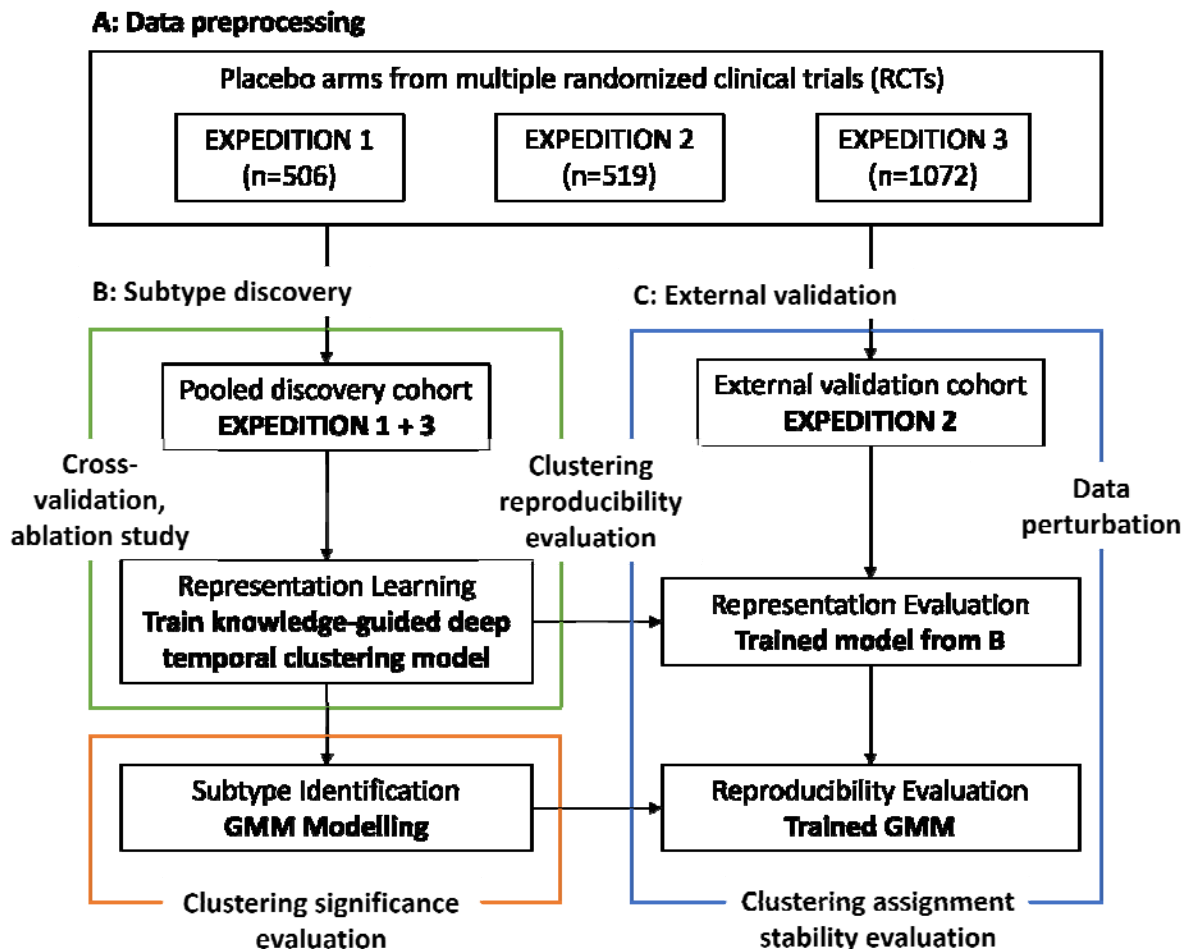 A: Data preprocessing
Placebo arms from multiple randomized clinical trials (RCTs)
EXPEDITION 1
(n=506)
EXPEDITION 2
(n=519)
EXPEDITION 3
(n=1072)
B: Subtype discovery
Pooled discovery cohort
EXPEDITION 1 + 3
Cross-
validation,
ablation study
Clustering
reproducibility
evaluation
Representation Learning
Train knowledge-guided deep
temporal clustering model
Subtype Identification
GMM Modelling
Clustering significance
evaluation
C: External validation
External validation cohort
EXPEDITION 2
Data
perturbation
Representation Evaluation
Trained model from B
Reproducibility Evaluation
Trained GMM
Clustering assignment
stability evaluation